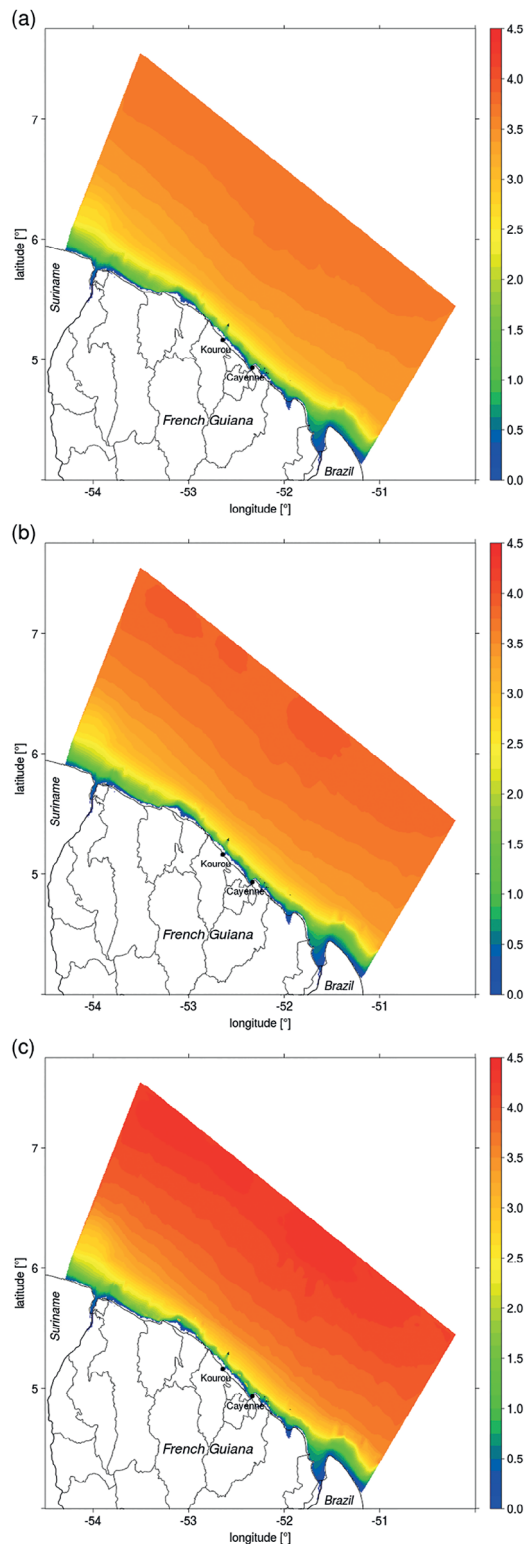 (a)
4.5
4.0
7
3.5
3.0
latitude [°]
6
2.5
Suriname
2.0
1.5
5
Kourou
Cayenne
1.0
French Guiana
0.5
Brazil
0.0
-54 -53 -52 -51
longitude [°]
(b)
4.5
4.0
7
3.5
3.0
latitude [°]
6
2.5
Suriname
2.0
1.5
5
Kourou
Cayenne
1.0
French Guiana
0.5
Brazil
0.0
-54 -53 -52 -51
longitude [°]
(c)
4.5
4.0
7
3.5
3.0
latitude [°]
6
2.5
Suriname
2.0
1.5
5
Kourou
Cayenne
1.0
French Guiana
0.5
Brazil
0.0
-54 -53 -52 -51
longitude [°]